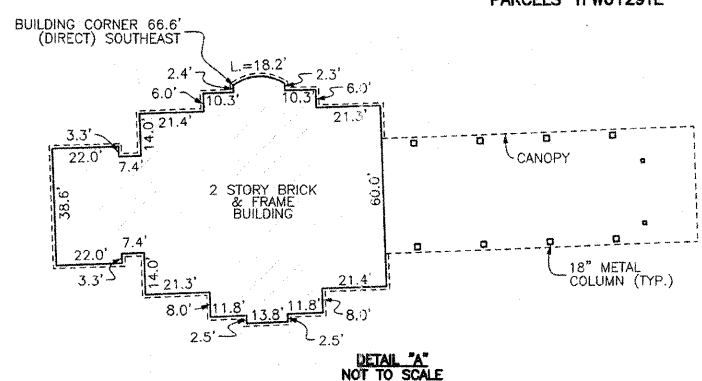 BUILDING CORNER 66.6'
(DIRECT) SOUTHEAST
L.=18.2'
2.4'
2.3'
6.0'
10.3'
10.3'
6.0'
21.4'
21.3'
14.0'
3.3'
22.0'
7.4'
CANOPY
38.6'
2 STORY BRICK
& FRAME
BUILDING
60.0'
7.4'
22.0'
3.3'
14.0'
21.3'
21.4'
18" METAL
COLUMN (TYP.)
8.0'
11.8'
13.8'
11.8'
8.0'
2.5'
2.5'
DETAIL "A"
NOT TO SCALE